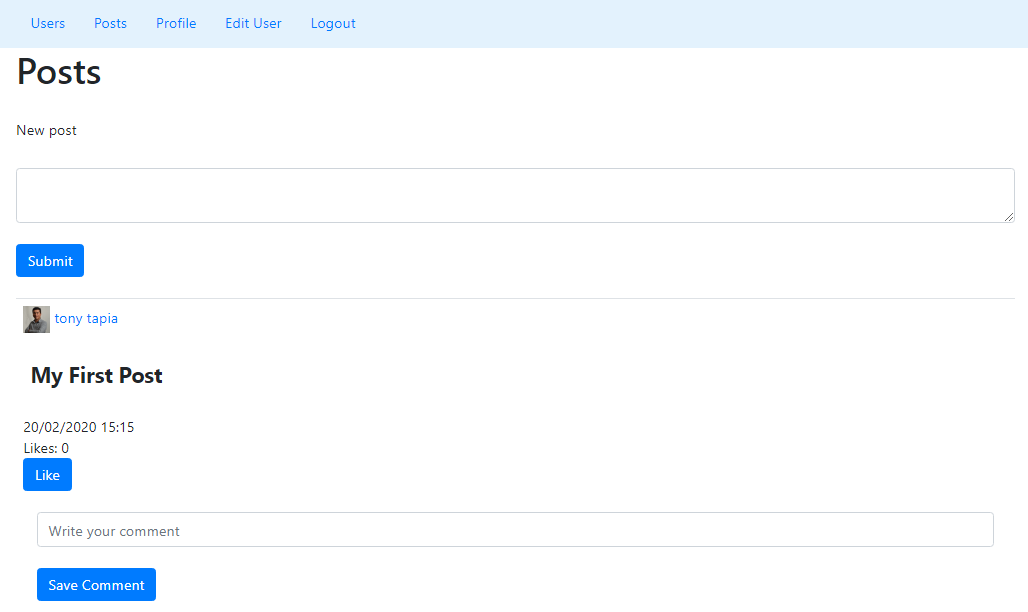 Users Posts Profile Edit User Logout
Posts
New post
Submit
tony tapia
My First Post
20/02/2020 15:15
Likes: 0
Like
Write your comment
Save Comment